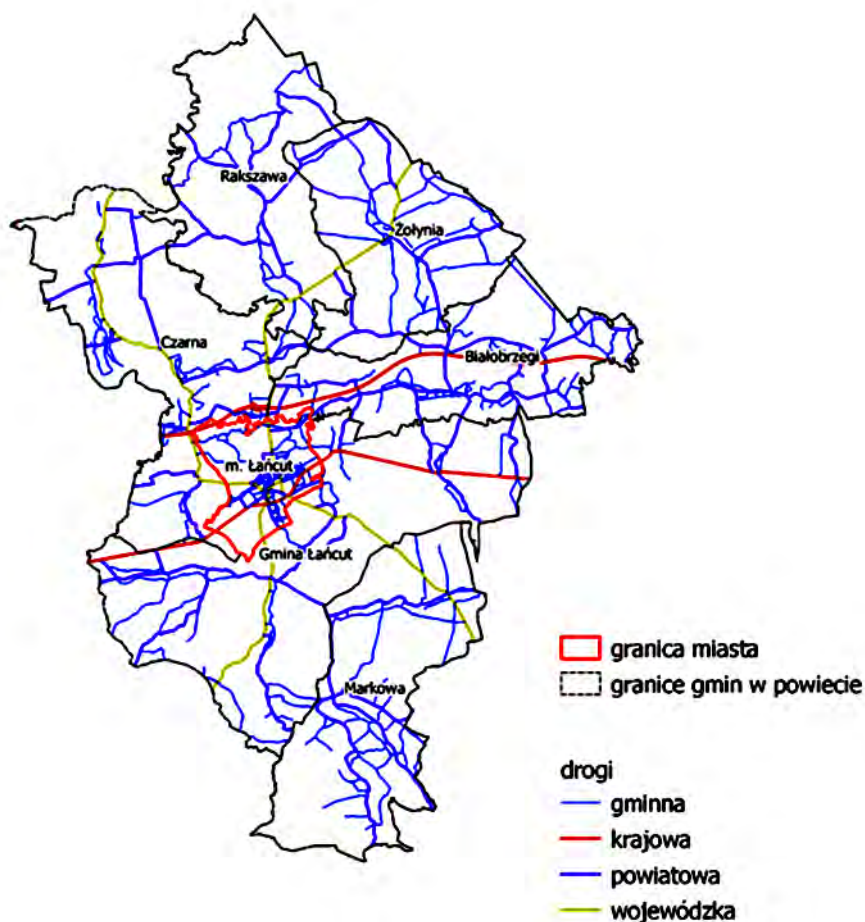 Rakszawa
Żołynia
Czarna
Białobrzegi
m. Łańcut
Gmina Łańcut
Markowa
granica miasta
granice gmin w powiecie
drogi
gminna
krajowa
powiatowa
wojewódzka